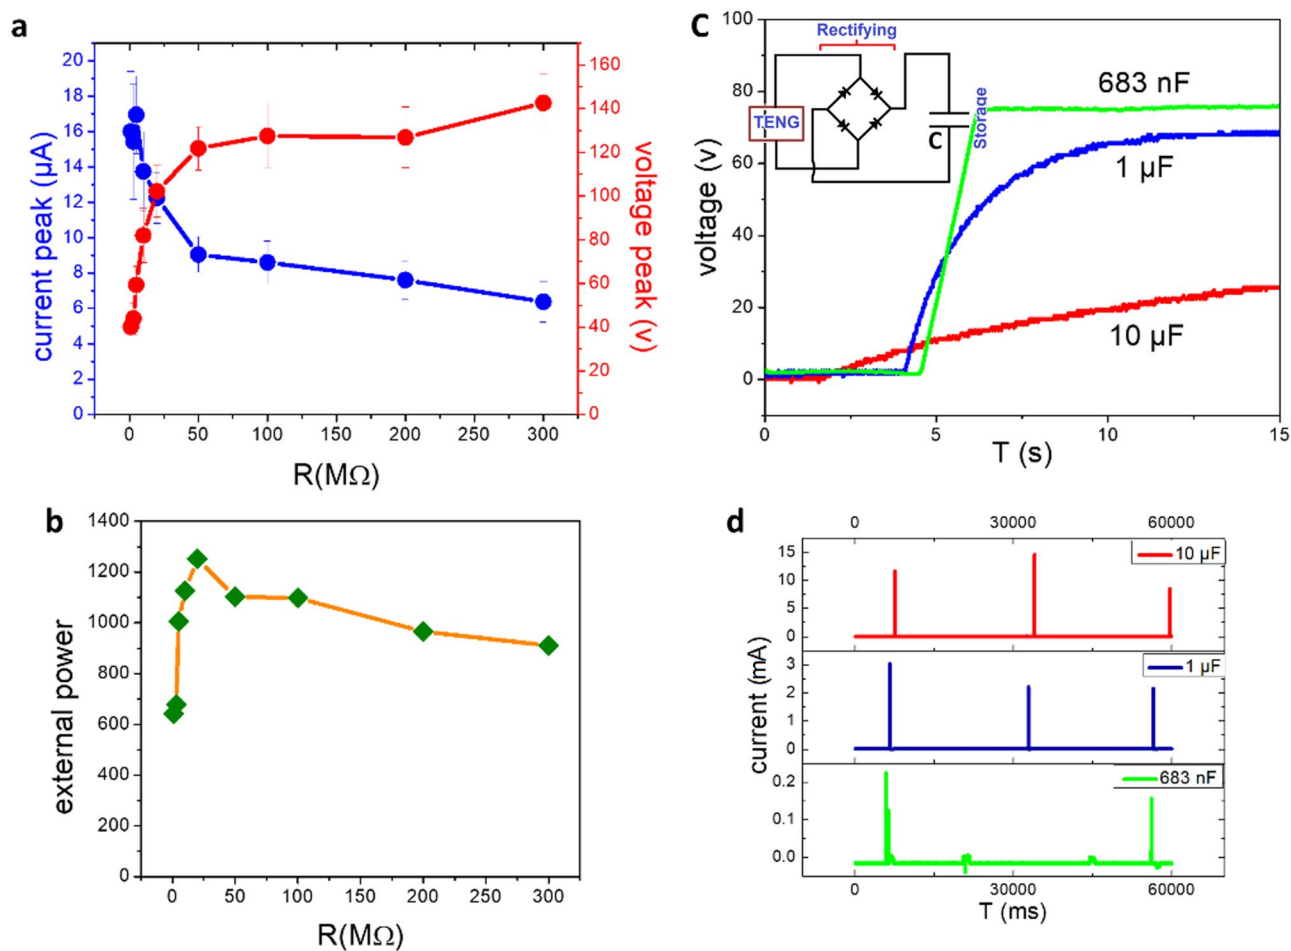 a
current peak (µA)
20
18
16
14
12
10
8
6
4
2
0
160
140
120
100
80
60
40
20
0
voltage peak (v)
0 50 100 150 200 250 300
R(MΩ)
b
external power
1400
1200
1000
800
600
400
200
0
0 50 100 150 200 250 300
R(MΩ)
C
voltage (v)
100
80
60
40
20
0
Rectifying
TENG
C
Storage
683 nF
1 µF
10 µF
0 5 10 15
T (s)
d
0 30000 60000
current (mA)
15
10
5
0
10 µF
3
2
1
0
1 µF
0.2
0.1
0.0
683 nF
0 30000 60000
T (ms)